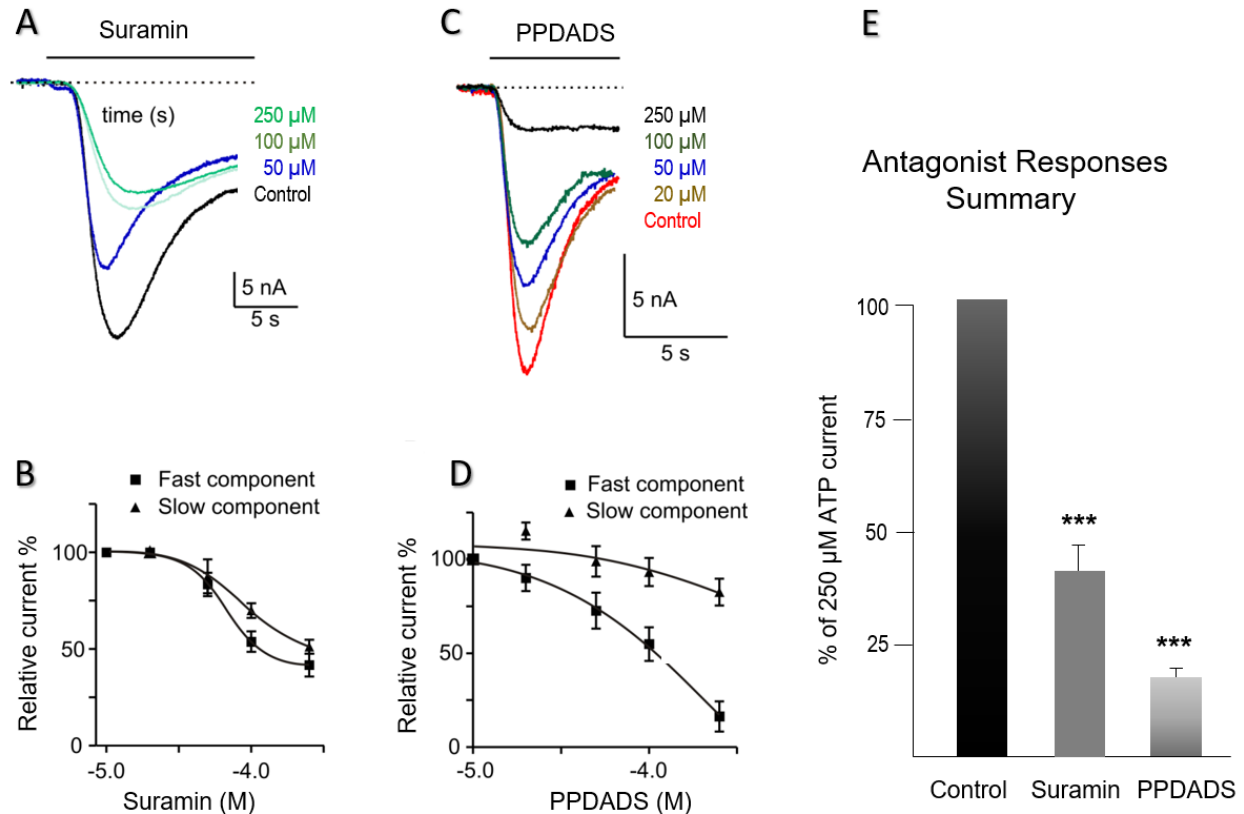 A
Suramin
time (s)
250 µM
100 µM
50 µM
Control
5 nA
5 s
B
Fast component
Slow component
Relative current %
100
50
0
-5.0
-4.0
Suramin (M)
C
PPDADS
250 µM
100 µM
50 µM
20 µM
Control
5 nA
5 s
D
Fast component
Slow component
Relative current %
100
50
0
-5.0
-4.0
PPDADS (M)
E
Antagonist Responses
Summary
% of 250 µM ATP current
100
75
50
25
***
***
Control
Suramin
PPDADS